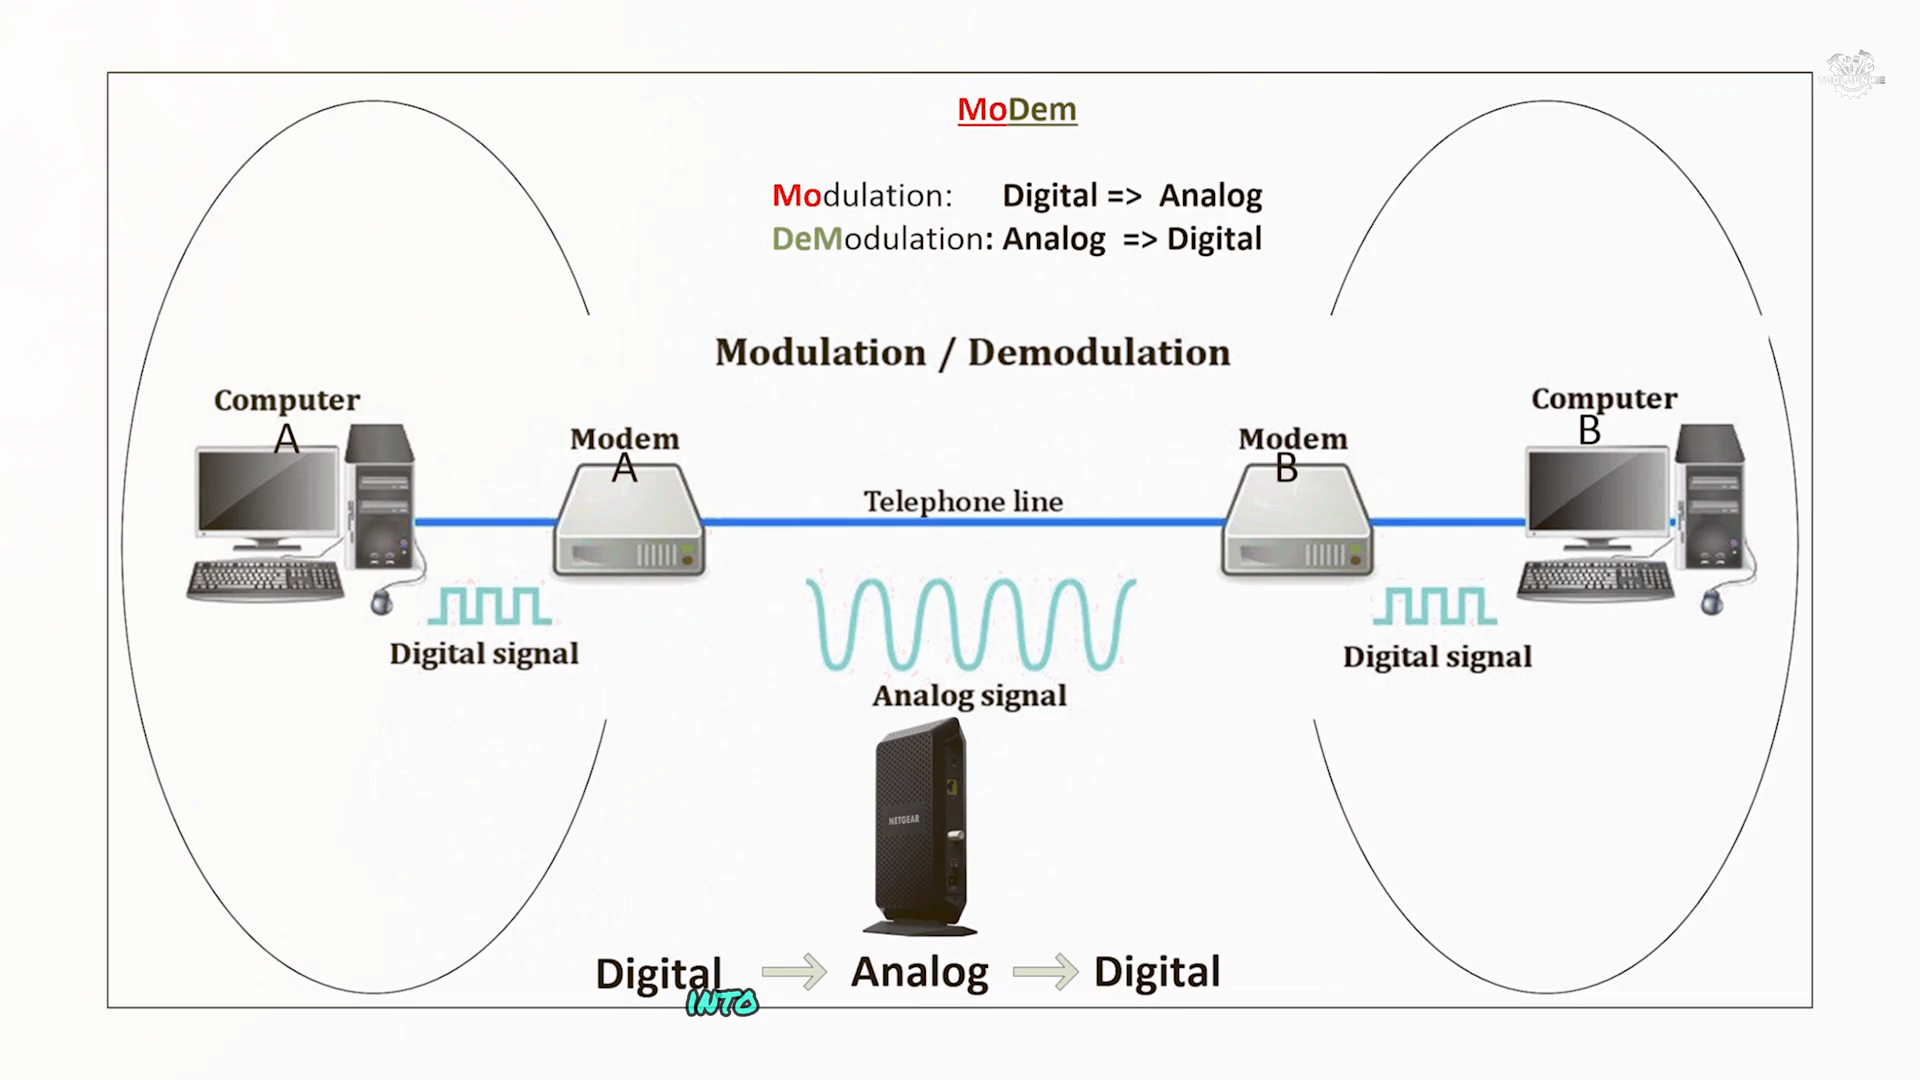 MoDem
Modulation: Digital => Analog
DeModulation: Analog => Digital
Modulation / Demodulation
Computer
A
Modem
A
Telephone line
Modem
B
Computer
B
Digital signal
Analog signal
Digital signal
NETGEAR
Digital Analog Digital
INTO
TOOLJUNKIE